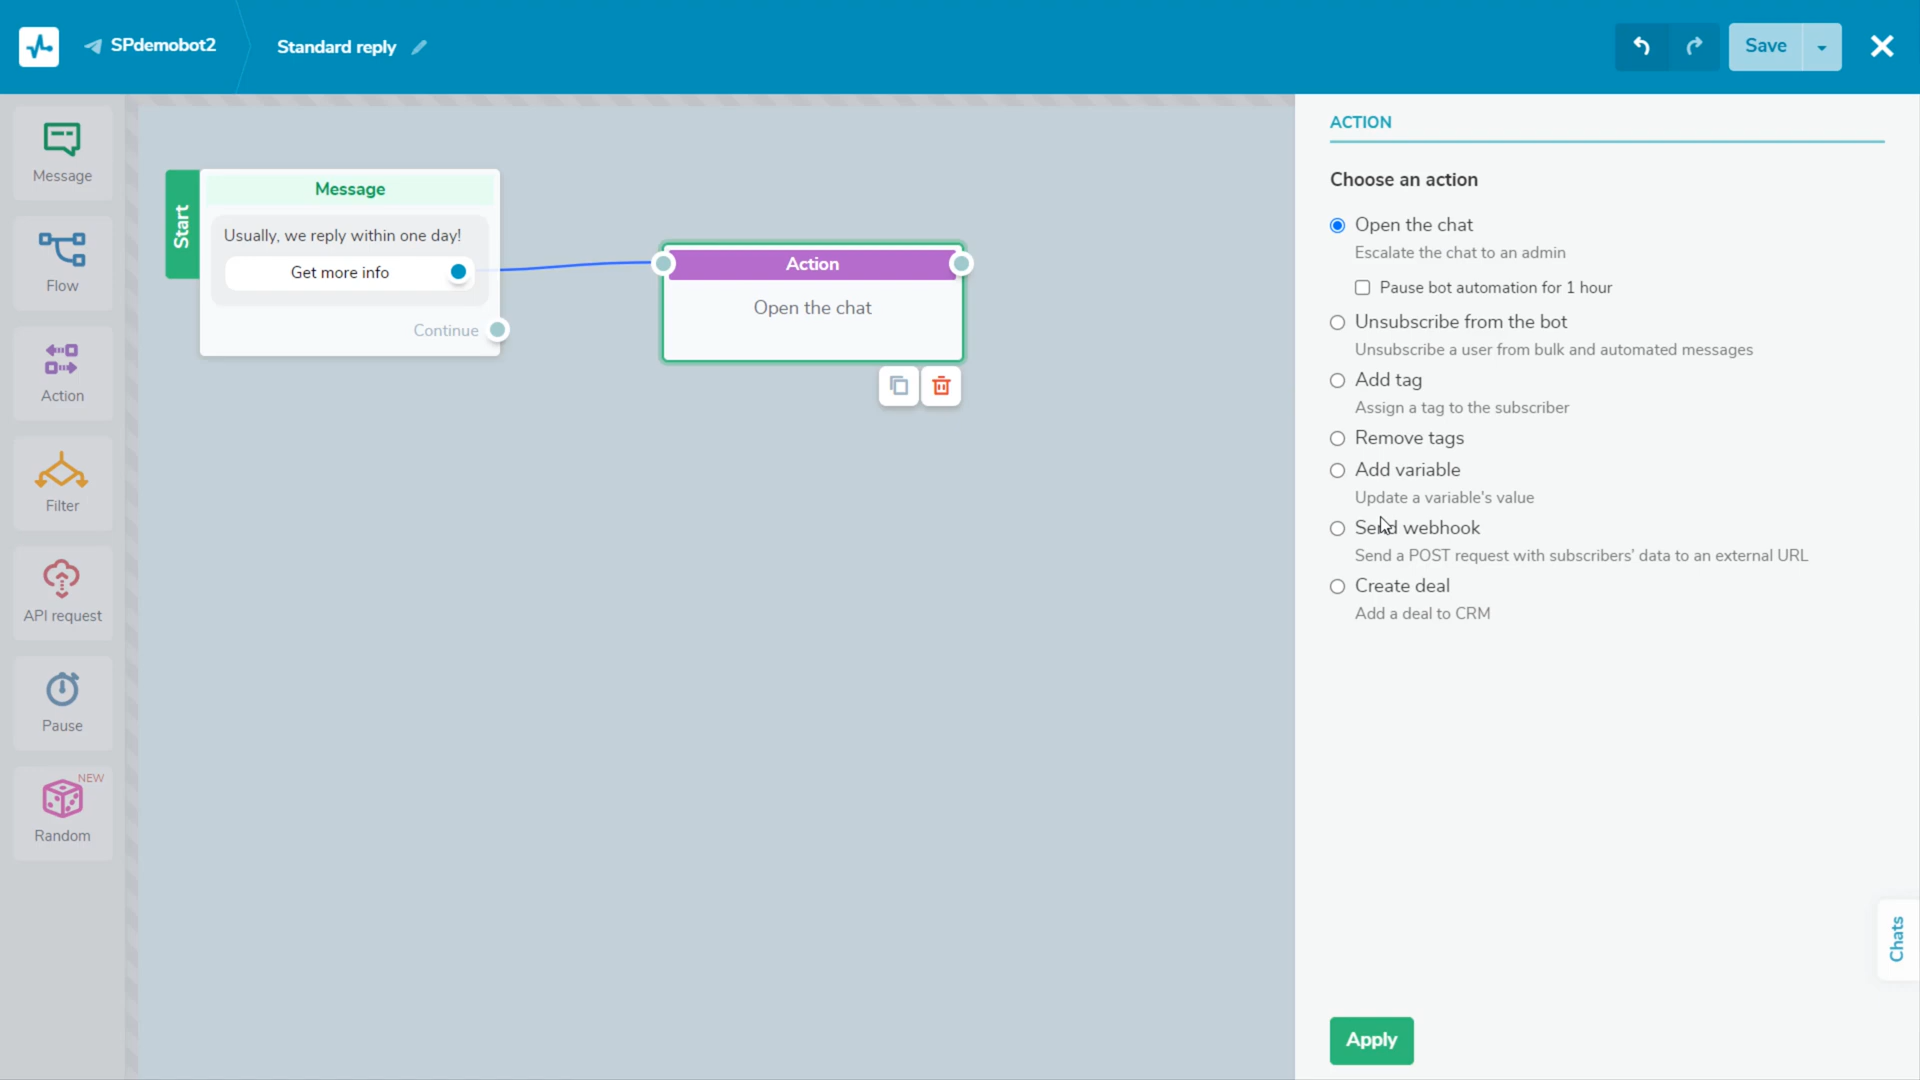 SPdemobot2
Standard reply
Save
Message
Flow
Action
Filter
API request
Pause
NEW
Random
Start
Message
Usually, we reply within one day!
Get more info
Continue
Action
Open the chat
ACTION
Choose an action
Open the chat
Escalate the chat to an admin
Pause bot automation for 1 hour
Unsubscribe from the bot
Unsubscribe a user from bulk and automated messages
Add tag
Assign a tag to the subscriber
Remove tags
Add variable
Update a variable's value
Send webhook
Send a POST request with subscribers' data to an external URL
Create deal
Add a deal to CRM
Chats
Apply